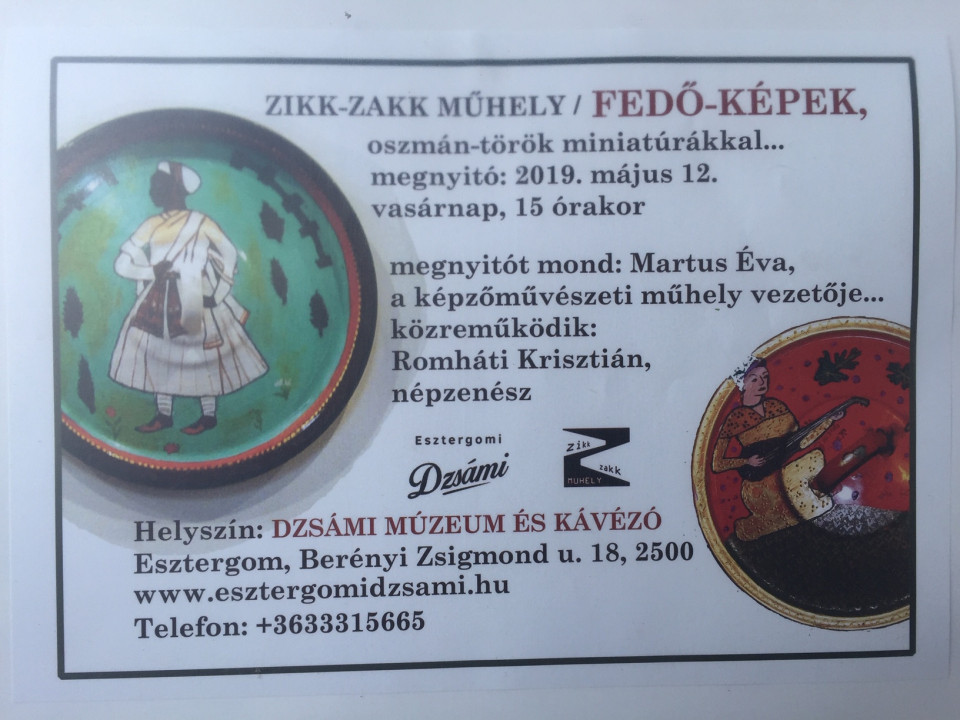 ZIKK-ZAKK MŰHELY / FEDŐ-KÉPEK,
oszmán-török miniatúrákkal...
megnyitó: 2019. május 12.
vasárnap, 15 órakor
megnyitót mond: Martus Éva,
a képzőművészeti műhely vezetője...
közreműködik:
Romháti Krisztián,
népzenész
Esztergomi
Dzsámi
zikk
zakk
MUHELY
Helyszín: DZSÁMI MÚZEUM ÉS KÁVÉZÓ
Esztergom, Berényi Zsigmond u. 18, 2500
www.esztergomidzsami.hu
Telefon: +3633315665